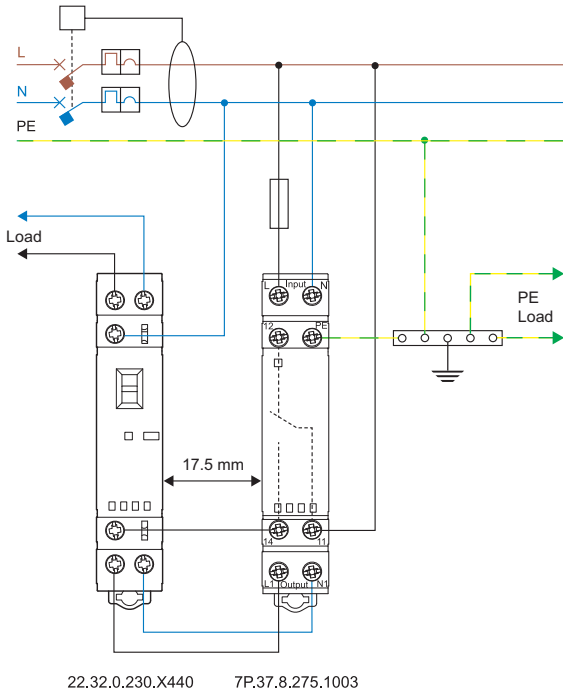 L
N
PE
Load
L Input N
12 PE
PE
Load
17.5 mm
14 11
L1 Output N1
22.32.0.230.X440 7P.37.8.275.1003